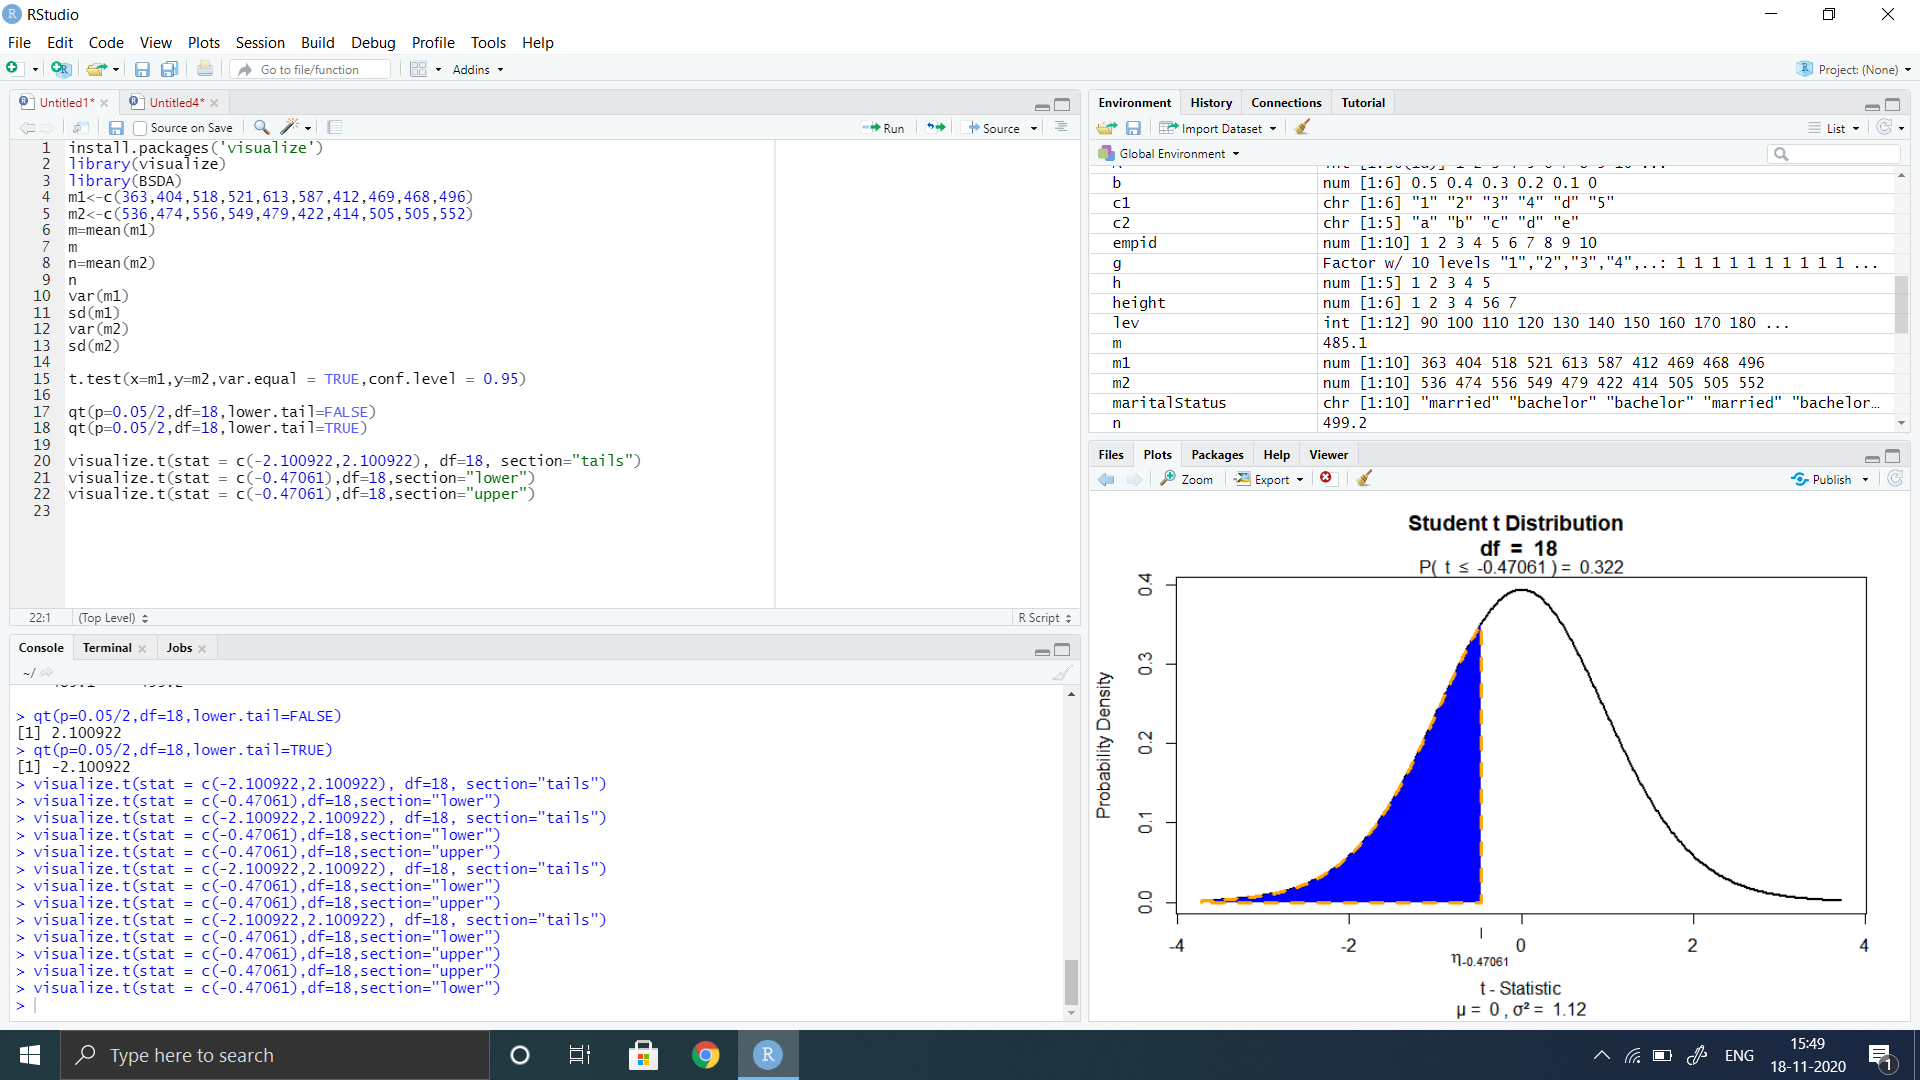 RStudio
File Edit Code View Plots Session Build Debug Profile Tools Help
Go to file/function Addins Project: (None)
Untitled1* Untitled4*
Source on Save Run Source
1 install.packages('visualize')
2 library(visualize)
3 library(BSDA)
4 m1<-c(363,404,518,521,613,587,412,469,468,496)
5 m2<-c(536,474,556,549,479,422,414,505,505,552)
6 m=mean(m1)
7 m
8 n=mean(m2)
9 n
10 var(m1)
11 sd(m1)
12 var(m2)
13 sd(m2)
14
15 t.test(x=m1,y=m2,var.equal = TRUE,conf.level = 0.95)
16
17 qt(p=0.05/2,df=18,lower.tail=FALSE)
18 qt(p=0.05/2,df=18,lower.tail=TRUE)
19
20 visualize.t(stat = c(-2.100922,2.100922), df=18, section="tails")
21 visualize.t(stat = c(-0.47061),df=18,section="lower")
22 visualize.t(stat = c(-0.47061),df=18,section="upper")
23
22:1 (Top Level) R Script
Console Terminal Jobs
~/
> qt(p=0.05/2,df=18,lower.tail=FALSE)
[1] 2.100922
> qt(p=0.05/2,df=18,lower.tail=TRUE)
[1] -2.100922
> visualize.t(stat = c(-2.100922,2.100922), df=18, section="tails")
> visualize.t(stat = c(-0.47061),df=18,section="lower")
> visualize.t(stat = c(-2.100922,2.100922), df=18, section="tails")
> visualize.t(stat = c(-0.47061),df=18,section="lower")
> visualize.t(stat = c(-0.47061),df=18,section="upper")
> visualize.t(stat = c(-2.100922,2.100922), df=18, section="tails")
> visualize.t(stat = c(-0.47061),df=18,section="lower")
> visualize.t(stat = c(-0.47061),df=18,section="upper")
> visualize.t(stat = c(-2.100922,2.100922), df=18, section="tails")
> visualize.t(stat = c(-0.47061),df=18,section="lower")
> visualize.t(stat = c(-0.47061),df=18,section="upper")
> visualize.t(stat = c(-0.47061),df=18,section="upper")
> visualize.t(stat = c(-0.47061),df=18,section="lower")
>
Environment History Connections Tutorial
Import Dataset List
Global Environment
b num [1:6] 0.5 0.4 0.3 0.2 0.1 0
c1 chr [1:6] "1" "2" "3" "4" "d" "5"
c2 chr [1:5] "a" "b" "c" "d" "e"
empid num [1:10] 1 2 3 4 5 6 7 8 9 10
g Factor w/ 10 levels "1","2","3","4",..: 1 1 1 1 1 1 1 1 1 1 ...
h num [1:5] 1 2 3 4 5
height num [1:6] 1 2 3 4 56 7
lev int [1:12] 90 100 110 120 130 140 150 160 170 180 ...
m 485.1
m1 num [1:10] 363 404 518 521 613 587 412 469 468 496
m2 num [1:10] 536 474 556 549 479 422 414 505 505 552
maritalStatus chr [1:10] "married" "bachelor" "bachelor" "married" "bachelor...
n 499.2
Files Plots Packages Help Viewer
Zoom Export Publish
Student t Distribution
df = 18
P( t ≤ -0.47061 ) = 0.322
Probability Density
0.4
0.3
0.2
0.1
0.0
-4 -2 0 2 4
η-0.47061
t - Statistic
μ = 0 , σ² = 1.12
Type here to search
ENG
15:49
18-11-2020
1